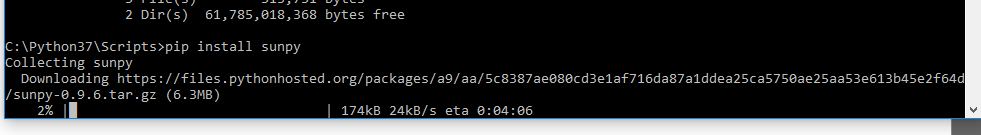 2 Dir(s)  61,785,018,368 bytes free
C:\Python37\Scripts>pip install sunpy
Collecting sunpy
  Downloading https://files.pythonhosted.org/packages/a9/aa/5c8387ae080cd3e1af716da87a1ddea25ca5750ae25aa53e613b45e2f64d
/sunpy-0.9.6.tar.gz (6.3MB)
    2% |                                | 174kB 24kB/s eta 0:04:06